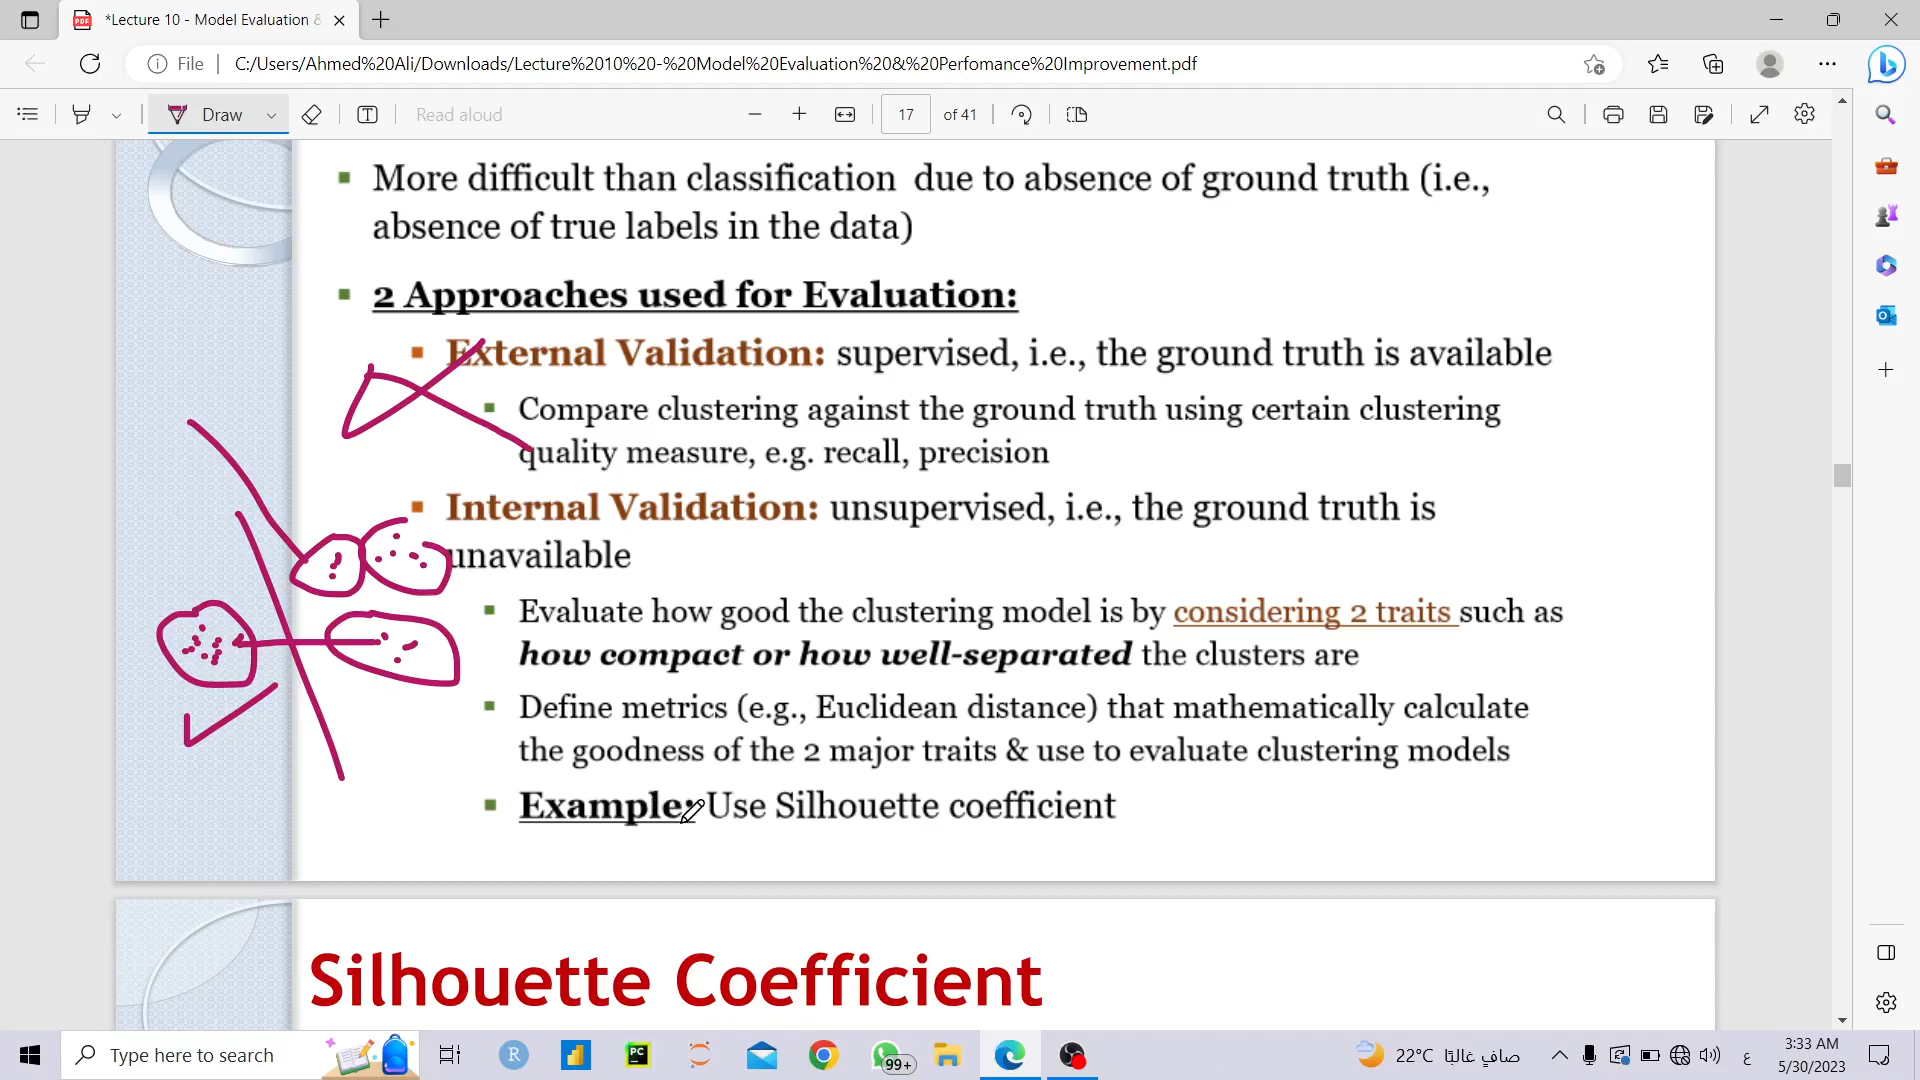 *Lecture 10 - Model Evaluation &
File
C:/Users/Ahmed%20Ali/Downloads/Lecture%2010%20-%20Model%20Evaluation%20&%20Perfomance%20Improvement.pdf
Draw
Read aloud
17 of 41
More difficult than classification due to absence of ground truth (i.e.,
absence of true labels in the data)
2 Approaches used for Evaluation:
External Validation: supervised, i.e., the ground truth is available
Compare clustering against the ground truth using certain clustering
quality measure, e.g. recall, precision
Internal Validation: unsupervised, i.e., the ground truth is
unavailable
Evaluate how good the clustering model is by considering 2 traits such as
how compact or how well-separated the clusters are
Define metrics (e.g., Euclidean distance) that mathematically calculate
the goodness of the 2 major traits & use to evaluate clustering models
Example: Use Silhouette coefficient
Silhouette Coefficient
Type here to search
R
PC
99+
22°C صافٍ غالبًا
ع
3:33 AM
5/30/2023